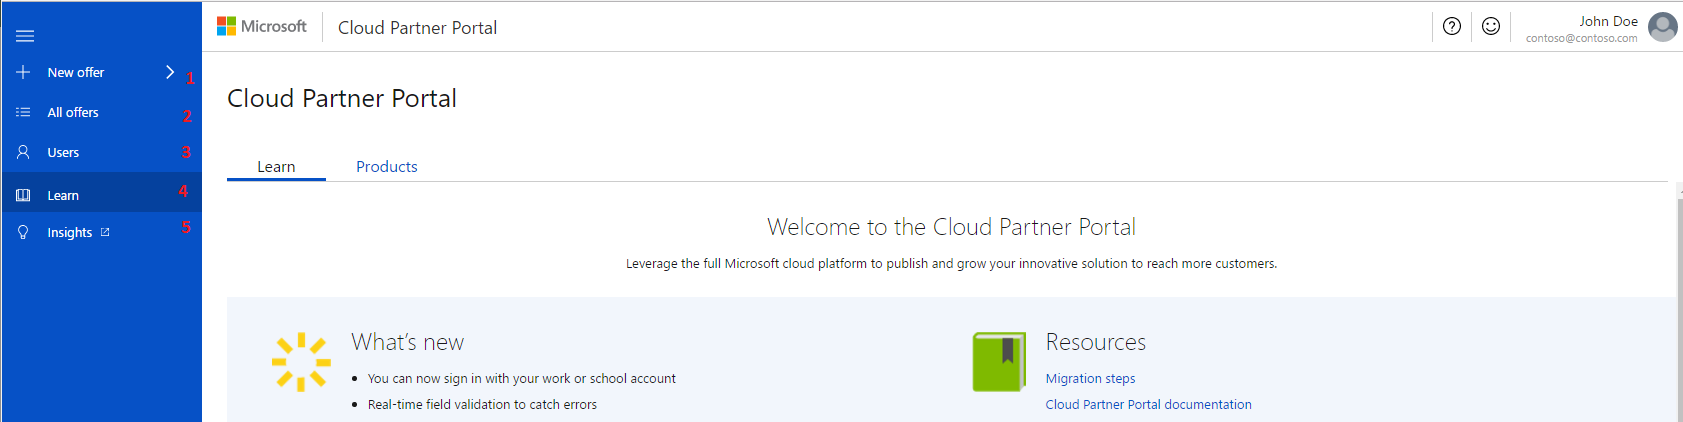 Microsoft
Cloud Partner Portal
John Doe
contoso@contoso.com
New offer 1
All offers 2
Users 3
Learn 4
Insights 5
Cloud Partner Portal
Learn Products
Welcome to the Cloud Partner Portal
Leverage the full Microsoft cloud platform to publish and grow your innovative solution to reach more customers.
What's new
• You can now sign in with your work or school account
• Real-time field validation to catch errors
Resources
Migration steps
Cloud Partner Portal documentation